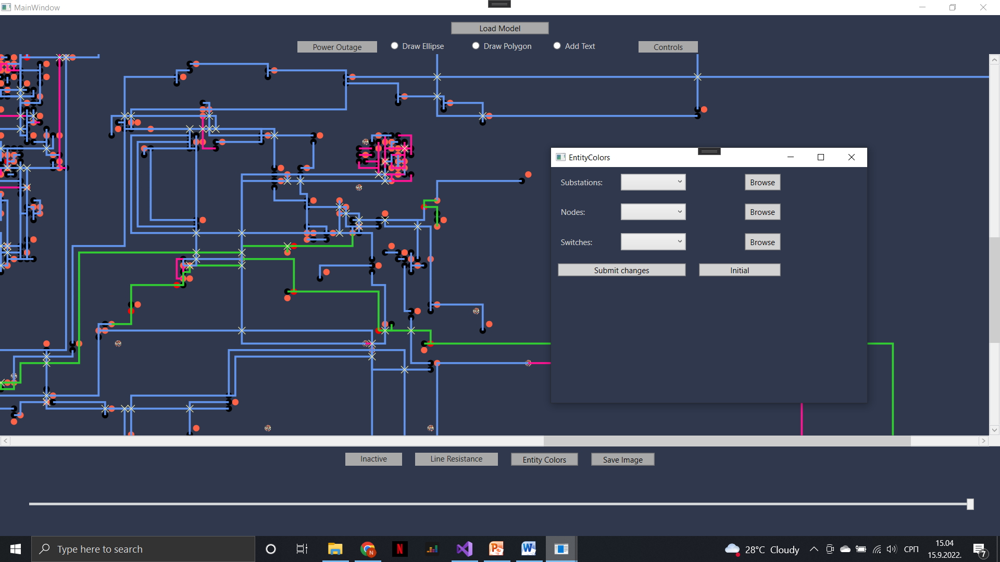 MainWindow
Load Model
Power Outage
Draw Ellipse
Draw Polygon
Add Text
Controls
EntityColors
Substations:
Browse
Nodes:
Browse
Switches:
Browse
Submit changes
Initial
Inactive
Line Resistance
Entity Colors
Save Image
Type here to search
N
N
28°C Cloudy
СРП
15.04
15.9.2022.
7